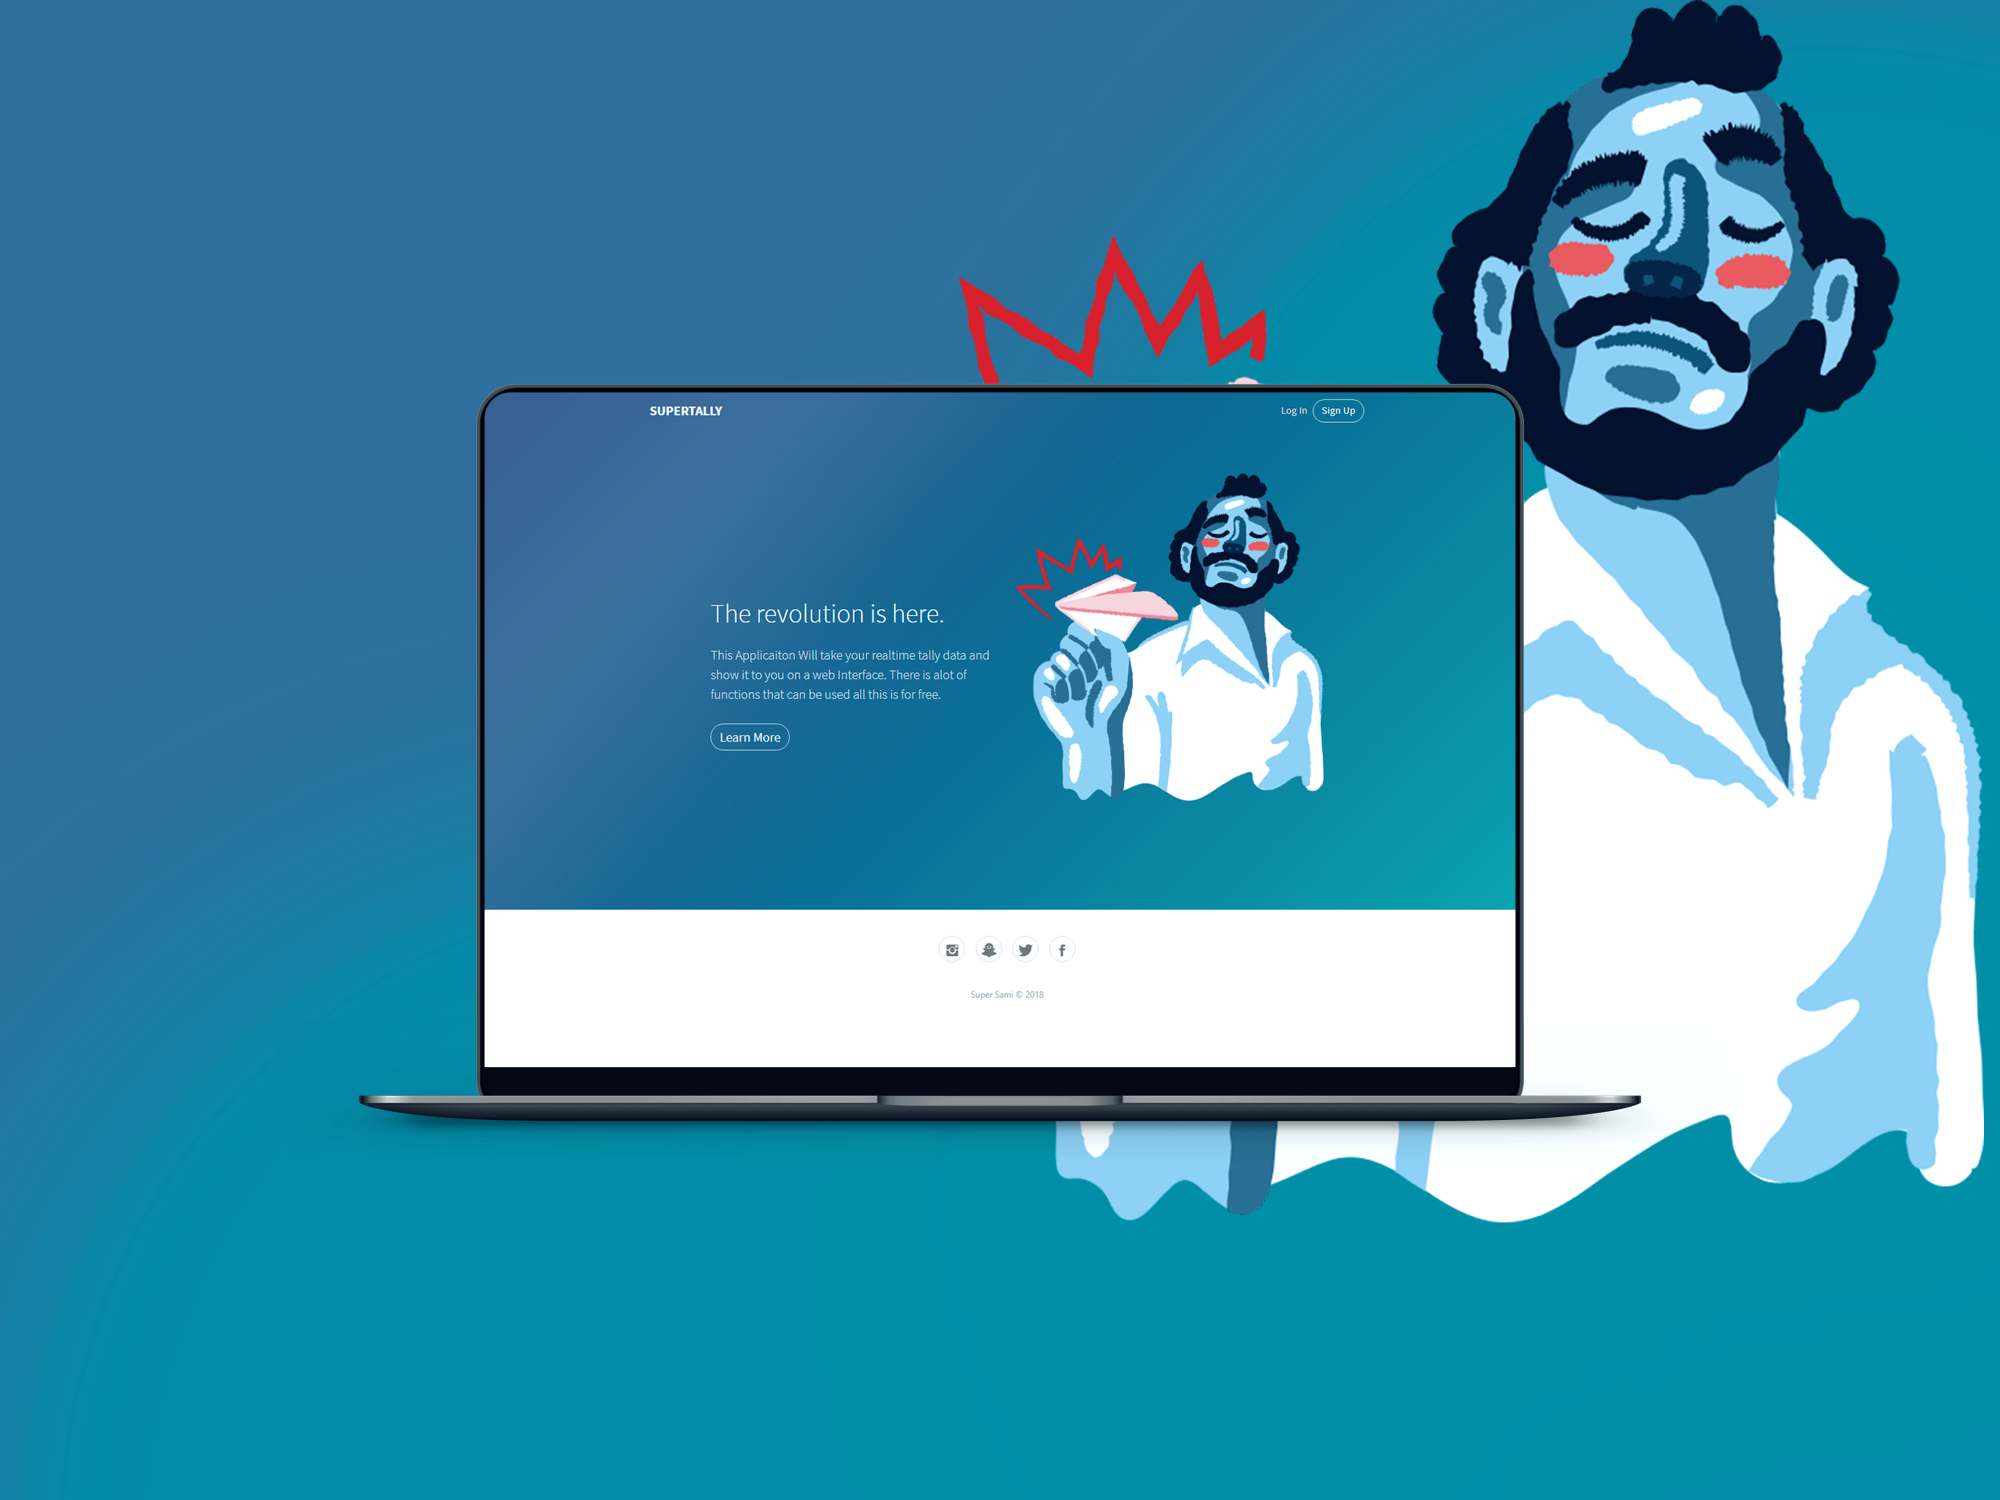 SUPERTALLY
Log In
Sign Up
The revolution is here.
This Applicaiton Will take your realtime tally data and
show it to you on a web Interface. There is alot of
functions that can be used all this is for free.
Learn More
Super Sami © 2018